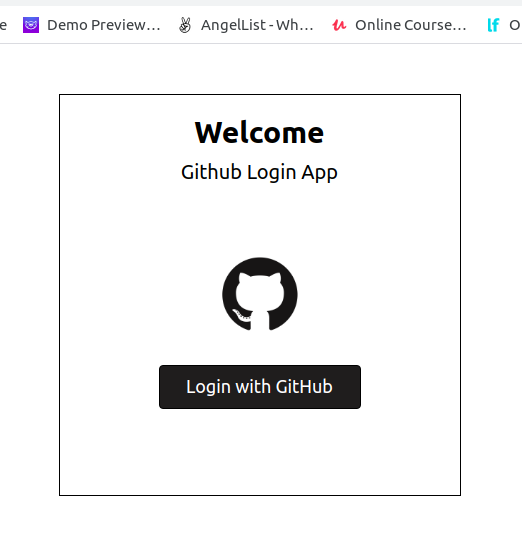 e Demo Preview... AngelList - Wh... Online Course... O
Welcome
Github Login App
Login with GitHub